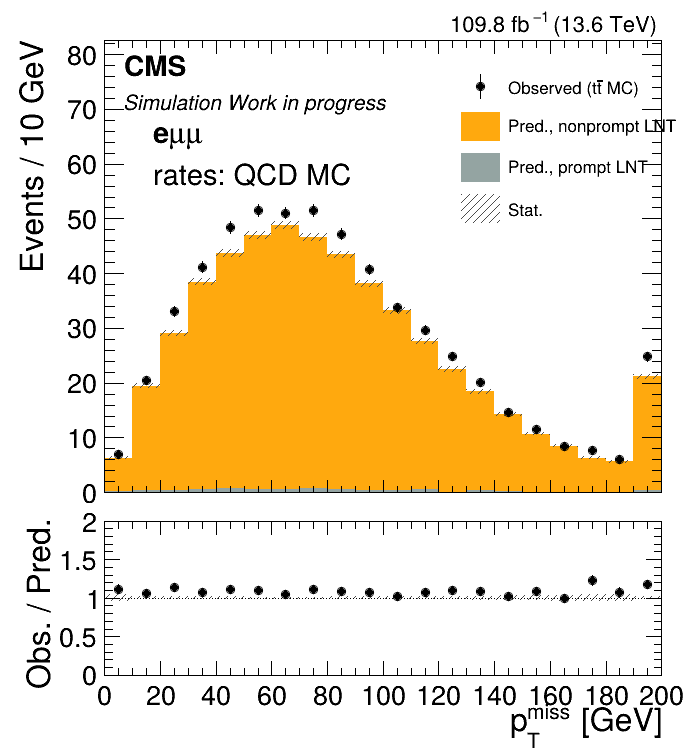 109.8 fb⁻¹ (13.6 TeV)
CMS
Simulation Work in progress
eμμ
rates: QCD MC
Observed (tt̄ MC)
Pred., nonprompt LNT
Pred., prompt LNT
Stat.
Events / 10 GeV
80
70
60
50
40
30
20
10
0
Obs. / Pred.
2
1.5
1
0.5
0
0 20 40 60 80 100 120 140 160 180 200
p_T^miss [GeV]